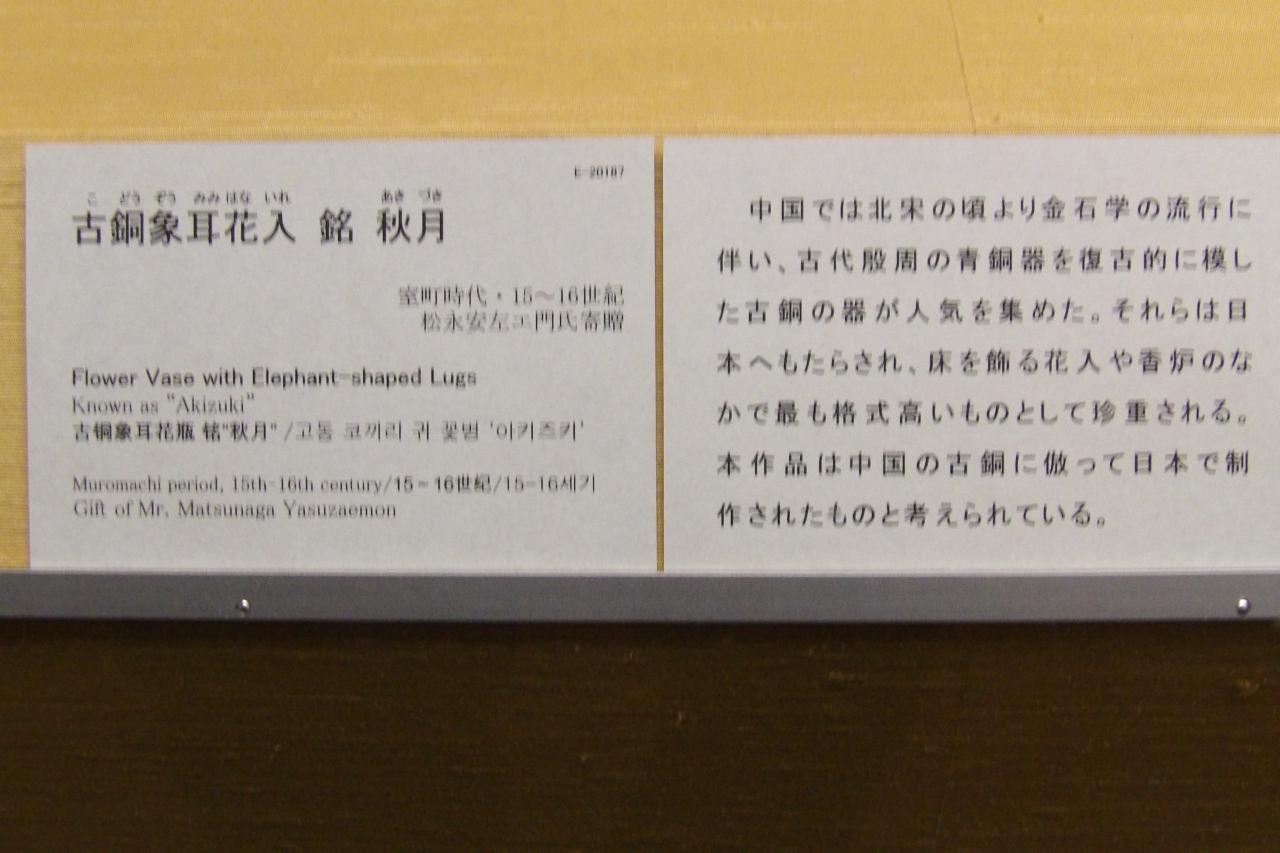 E-20187
こ どう ぞう みみ はな いれ あき づき
古銅象耳花入 銘 秋月
室町時代・15～16世紀
松永安左エ門氏寄贈
Flower Vase with Elephant-shaped Lugs
Known as "Akizuki"
古铜象耳花瓶 铭"秋月" /고동 코끼리 귀 꽃병 '아키즈키'
Muromachi period, 15th-16th century/15～16世纪/15-16세기
Gift of Mr. Matsunaga Yasuzaemon
中国では北宋の頃より金石学の流行に
伴い、古代殷周の青銅器を復古的に模し
た古銅の器が人気を集めた。それらは日
本へもたらされ、床を飾る花入や香炉のな
かで最も格式高いものとして珍重される。
本作品は中国の古銅に倣って日本で制
作されたものと考えられている。